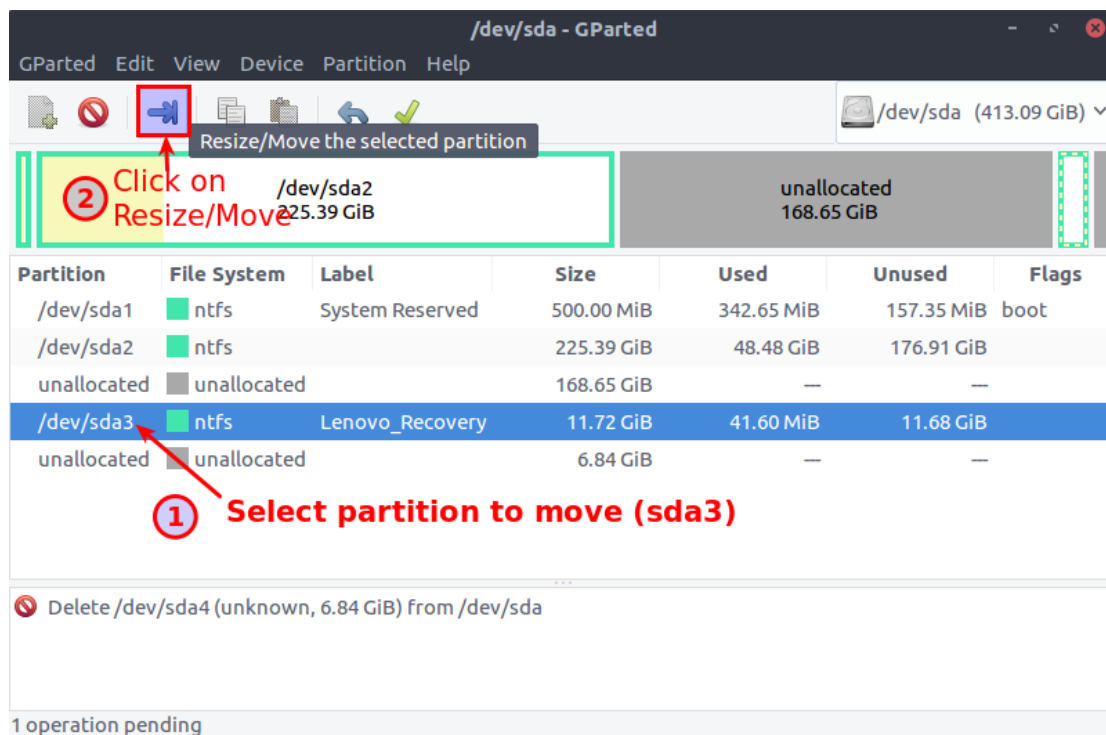 /dev/sda - GParted
GParted Edit View Device Partition Help
/dev/sda (413.09 GiB)
Resize/Move the selected partition
2 Click on
Resize/Move
/dev/sda2
225.39 GiB
unallocated
168.65 GiB
Partition File System Label Size Used Unused Flags
/dev/sda1 ntfs System Reserved 500.00 MiB 342.65 MiB 157.35 MiB boot
/dev/sda2 ntfs 225.39 GiB 48.48 GiB 176.91 GiB
unallocated unallocated 168.65 GiB — —
/dev/sda3 ntfs Lenovo_Recovery 11.72 GiB 41.60 MiB 11.68 GiB
unallocated unallocated 6.84 GiB — —
1 Select partition to move (sda3)
Delete /dev/sda4 (unknown, 6.84 GiB) from /dev/sda
1 operation pending